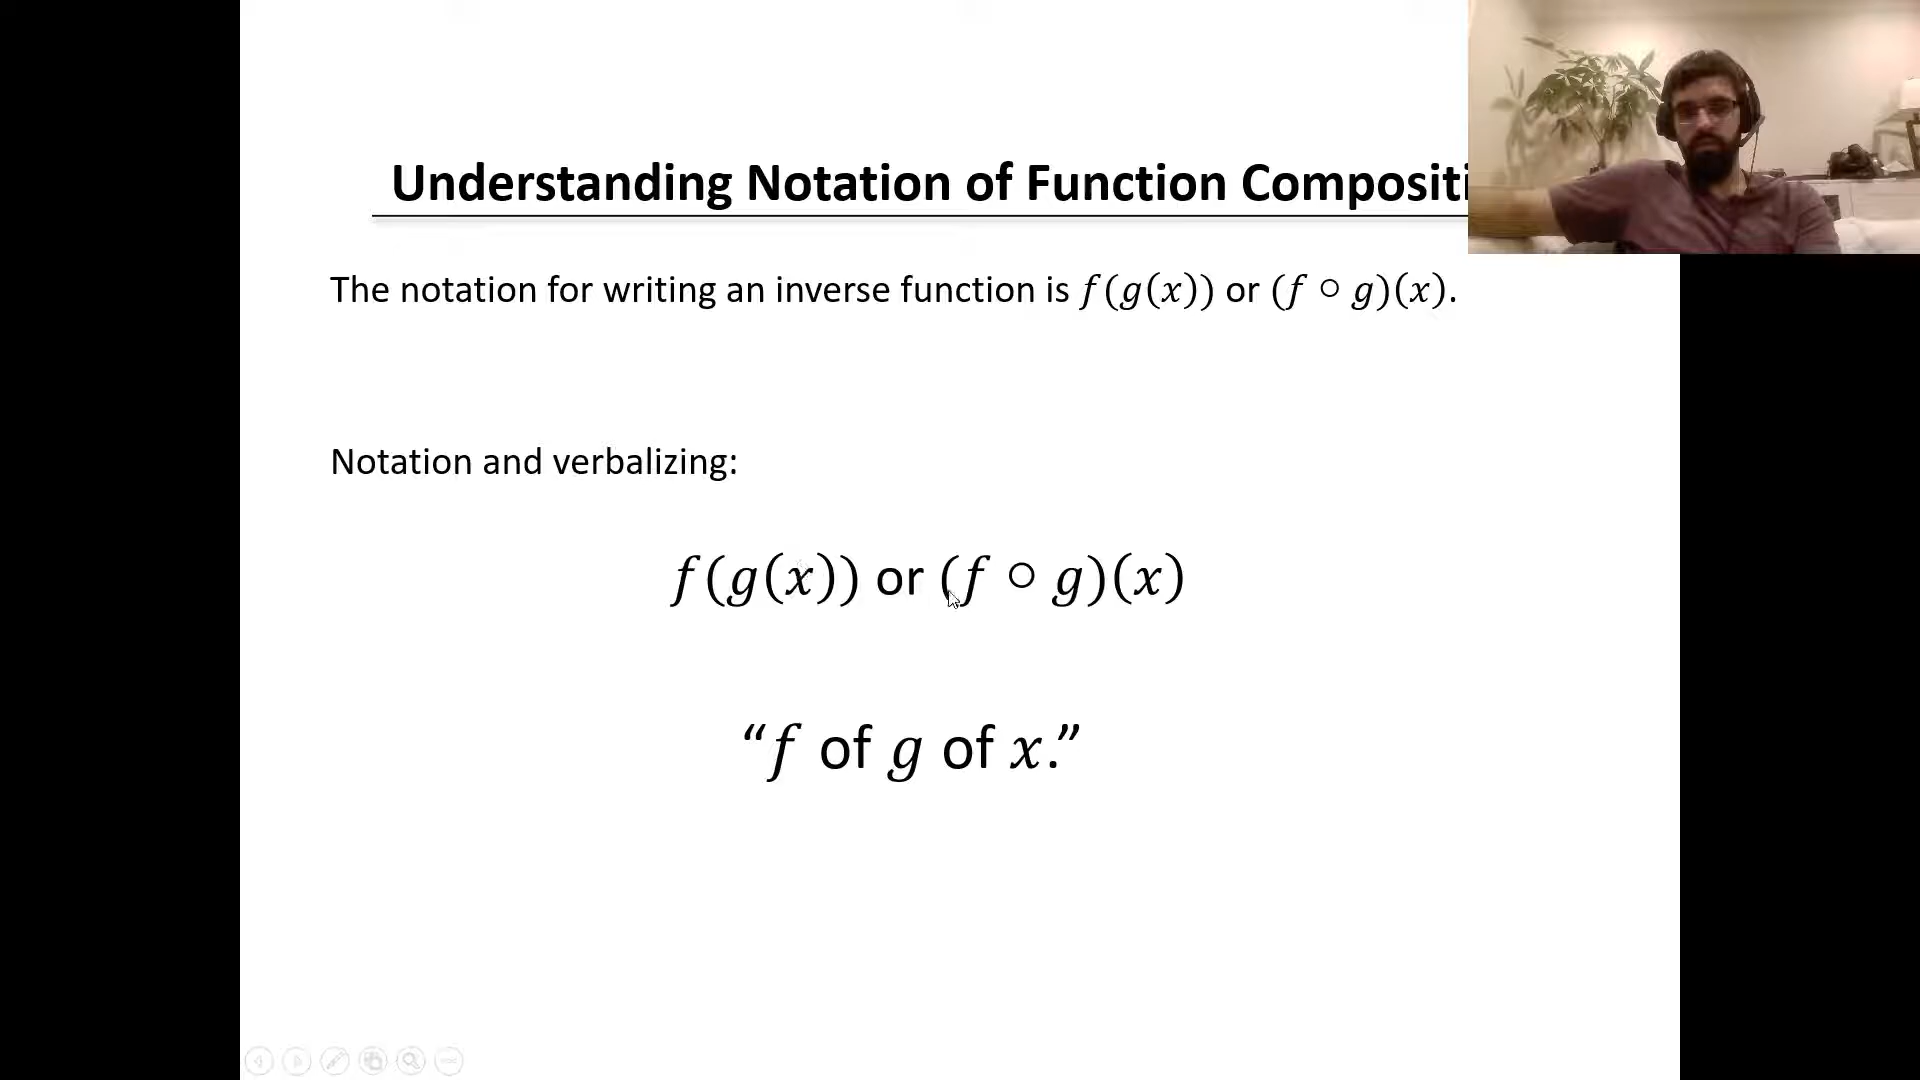 Understanding Notation of Function Compositi
The notation for writing an inverse function is f(g(x)) or (f ∘ g)(x).
Notation and verbalizing:
f(g(x)) or (f ∘ g)(x)
“f of g of x.”